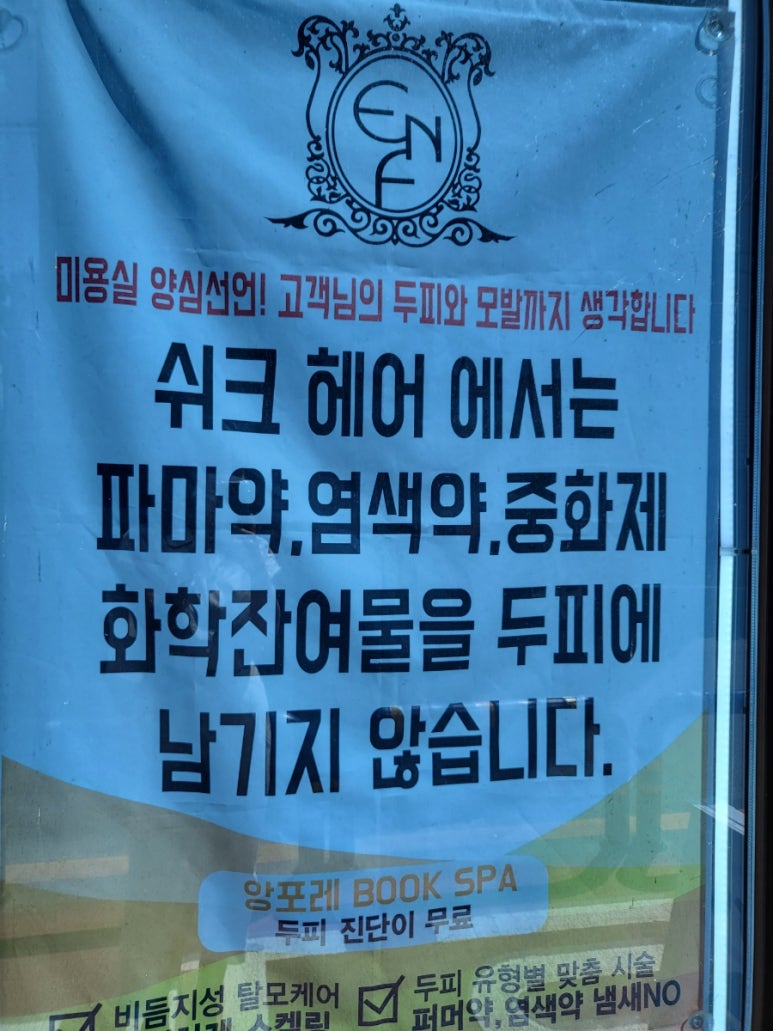 ENF
미용실 양심선언! 고객님의 두피와 모발까지 생각합니다
쉬크 헤어 에서는
파마약,염색약,중화제
화학잔여물을 두피에
남기지 않습니다.
앙포레 BOOK SPA
두피 진단이 무료
비듬지성 탈모케어
스켈링
두피 유형별 맞춤 시술
퍼머약,염색약 냄새NO